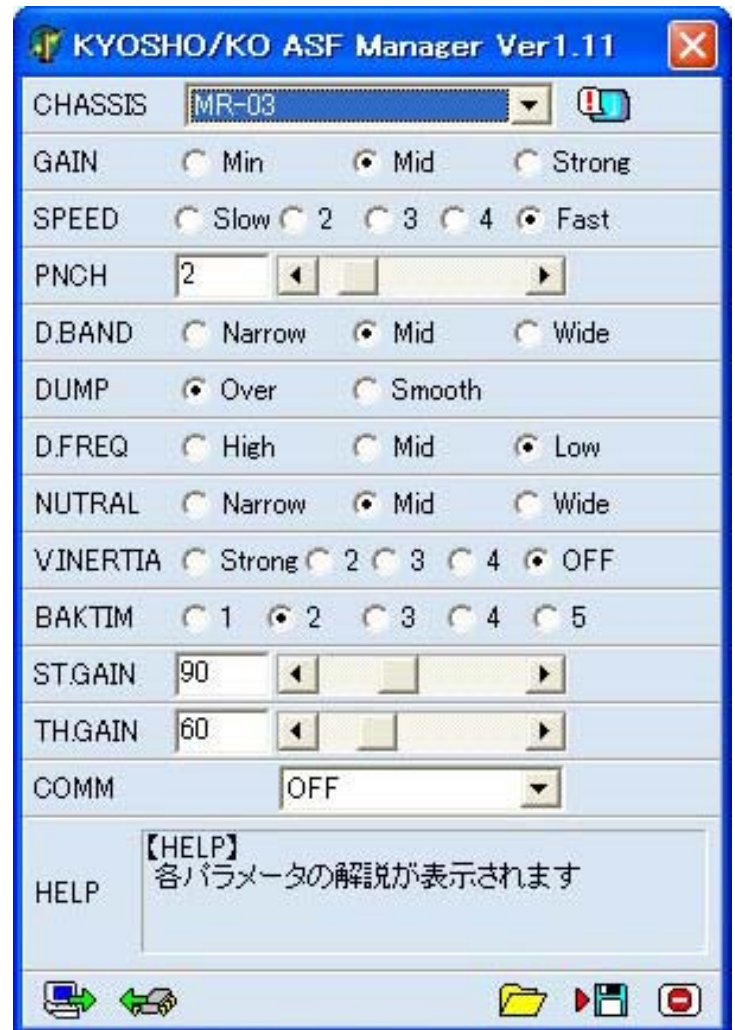 KYOSHO/KO ASF Manager Ver1.11
CHASSIS MR-03
GAIN Min Mid Strong
SPEED Slow 2 3 4 Fast
PNCH 2
D.BAND Narrow Mid Wide
DUMP Over Smooth
D.FREQ High Mid Low
NUTRAL Narrow Mid Wide
V.INERTIA Strong 2 3 4 OFF
BAKTIM 1 2 3 4 5
ST.GAIN 90
TH.GAIN 60
COMM OFF
HELP
【HELP】
各パラメータの解説が表示されます